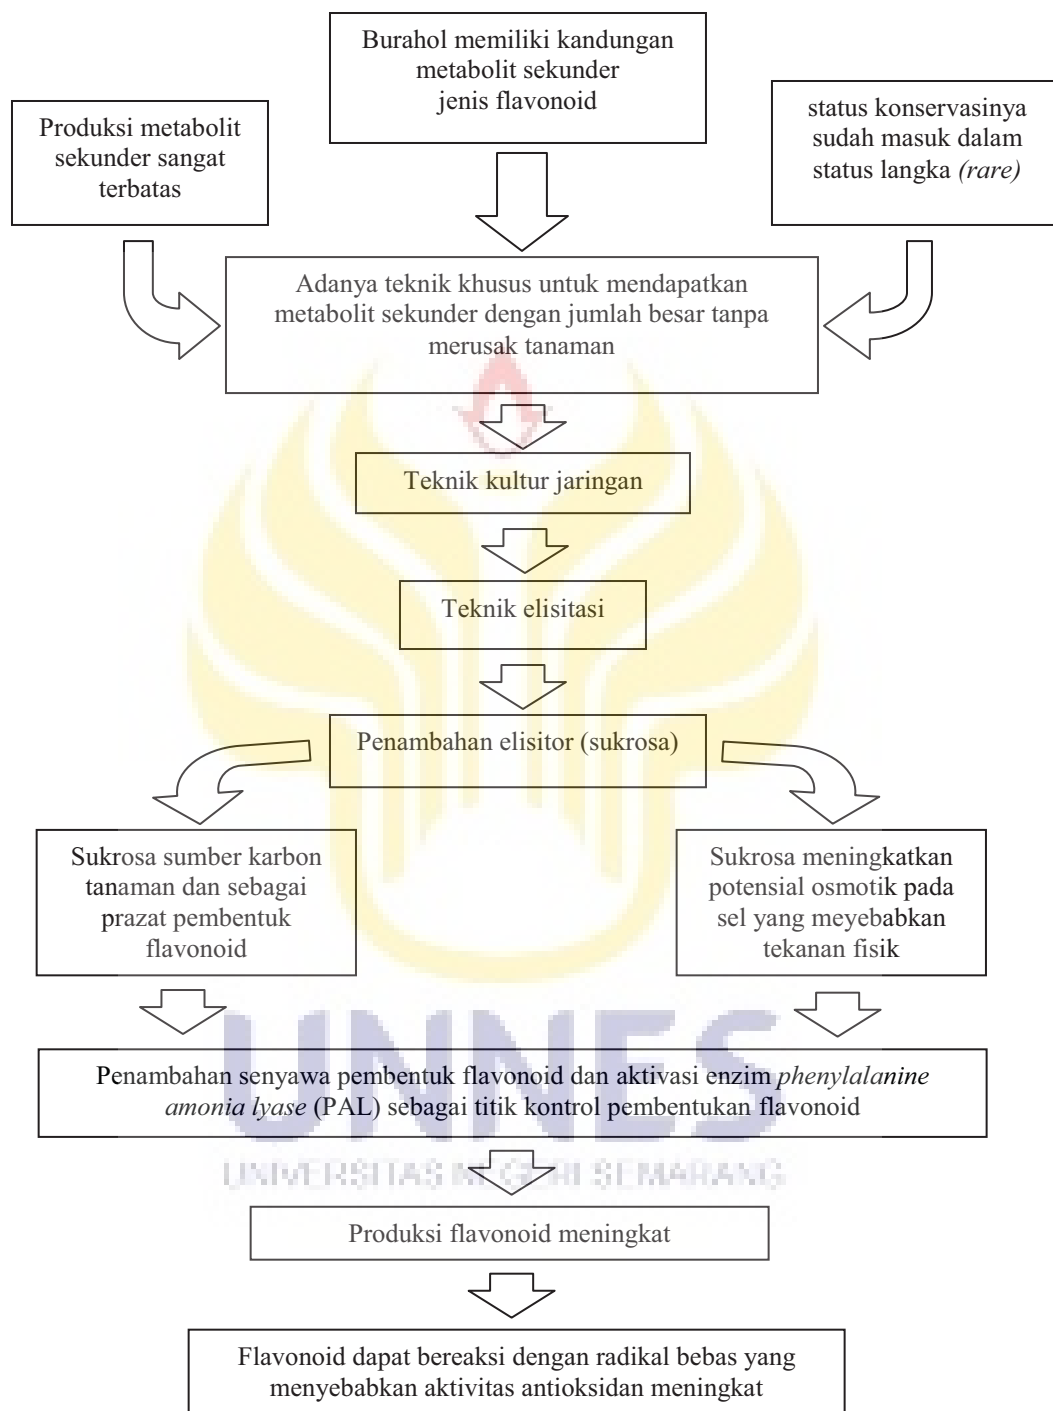 Burahol memiliki kandungan
metabolit sekunder
jenis flavonoid
Produksi metabolit
sekunder sangat
terbatas
status konservasinya
sudah masuk dalam
status langka (rare)
Adanya teknik khusus untuk mendapatkan
metabolit sekunder dengan jumlah besar tanpa
merusak tanaman
Teknik kultur jaringan
Teknik elisitasi
Penambahan elisitor (sukrosa)
Sukrosa sumber karbon
tanaman dan sebagai
prazat pembentuk
flavonoid
Sukrosa meningkatkan
potensial osmotik pada
sel yang meyebabkan
tekanan fisik
Penambahan senyawa pembentuk flavonoid dan aktivasi enzim phenylalanine
amonia lyase (PAL) sebagai titik kontrol pembentukan flavonoid
UNNES
UNIVERSITAS NEGERI SEMARANG
Produksi flavonoid meningkat
Flavonoid dapat bereaksi dengan radikal bebas yang
menyebabkan aktivitas antioksidan meningkat